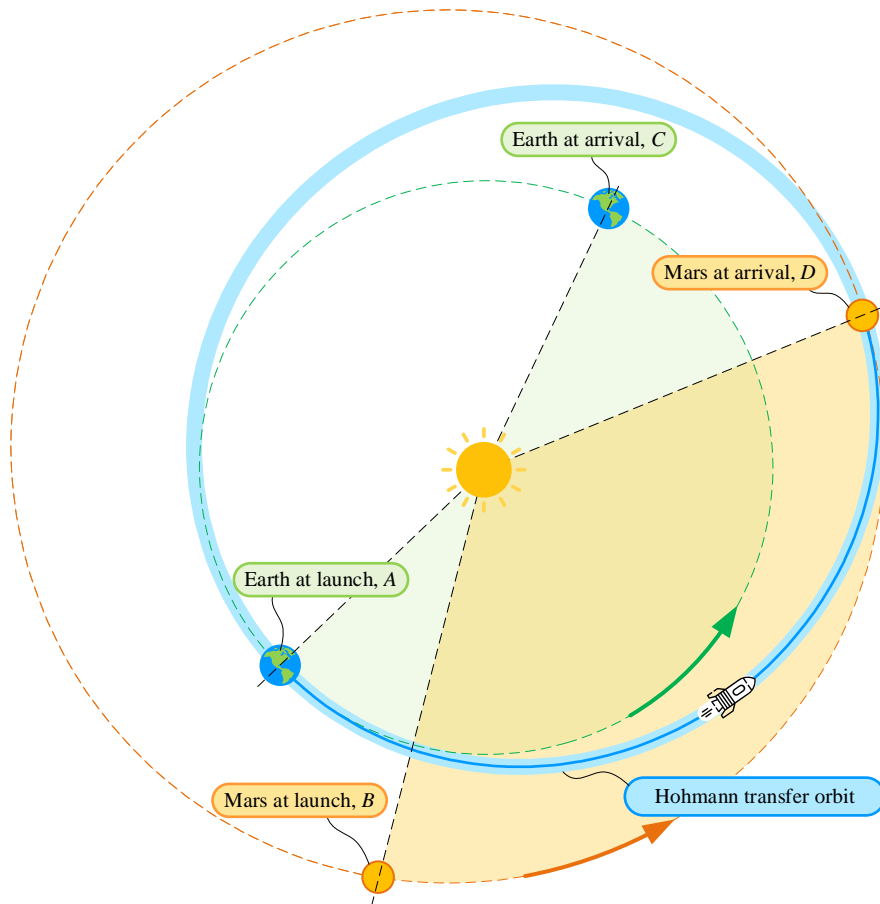 Earth at arrival, C
Mars at arrival, D
Earth at launch, A
Mars at launch, B
Hohmann transfer orbit